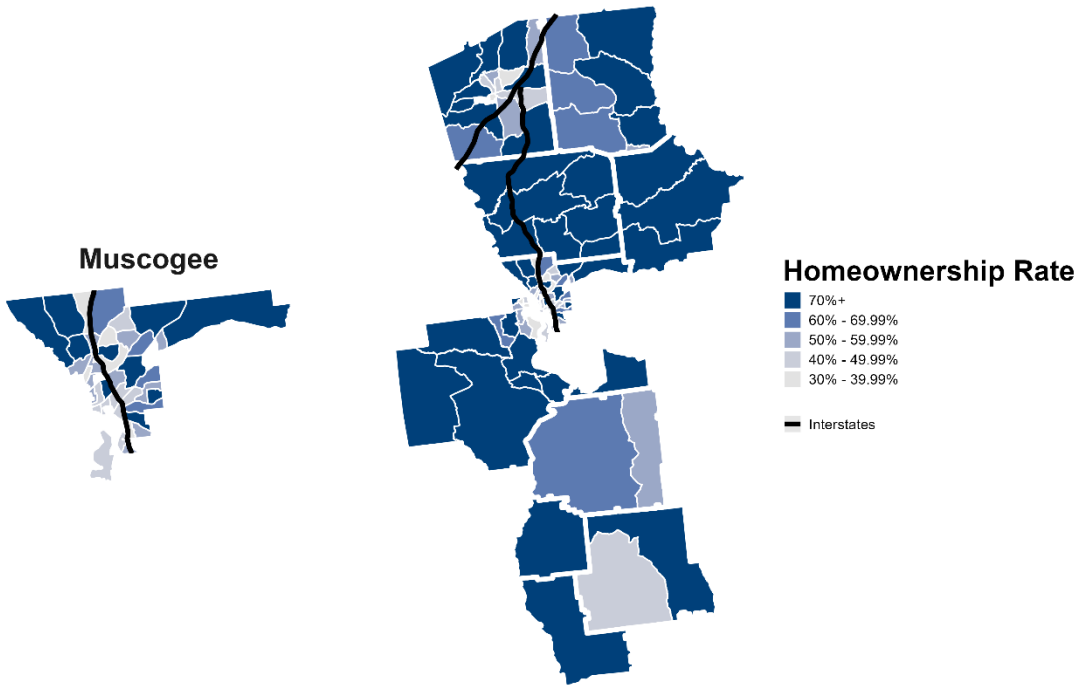 Muscogee
Homeownership Rate
70%+
60% - 69.99%
50% - 59.99%
40% - 49.99%
30% - 39.99%
Interstates